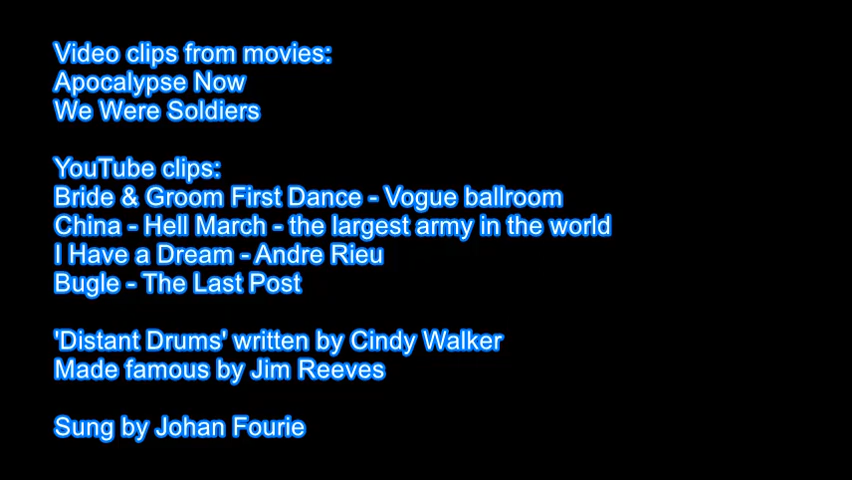 Video clips from movies:
Apocalypse Now
We Were Soldiers
YouTube clips:
Bride & Groom First Dance - Vogue ballroom
China - Hell March - the largest army in the world
I Have a Dream - Andre Rieu
Bugle - The Last Post
'Distant Drums' written by Cindy Walker
Made famous by Jim Reeves
Sung by Johan Fourie